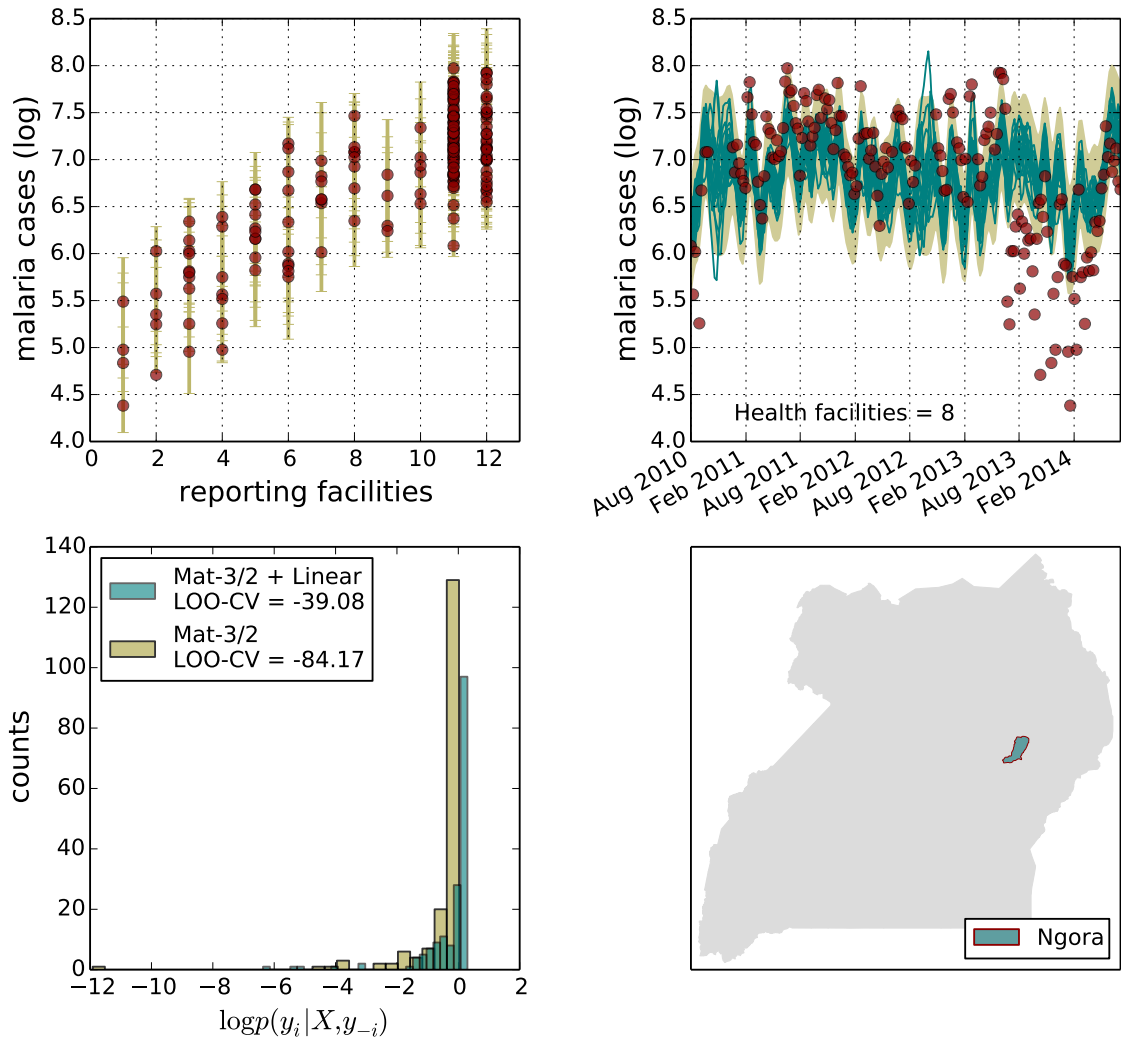 8.5
8.0
7.5
7.0
6.5
6.0
5.5
5.0
4.5
4.0
malaria cases (log)
0 2 4 6 8 10 12
reporting facilities
8.5
8.0
7.5
7.0
6.5
6.0
5.5
5.0
4.5
4.0
malaria cases (log)
Health facilities = 8
Aug 2010
Feb 2011
Aug 2011
Feb 2012
Aug 2012
Feb 2013
Aug 2013
Feb 2014
140
120
100
80
60
40
20
0
counts
Mat-3/2 + Linear
LOO-CV = -39.08
Mat-3/2
LOO-CV = -84.17
−12 −10 −8 −6 −4 −2 0 2
logp(y_i|X,y_{−i})
Ngora